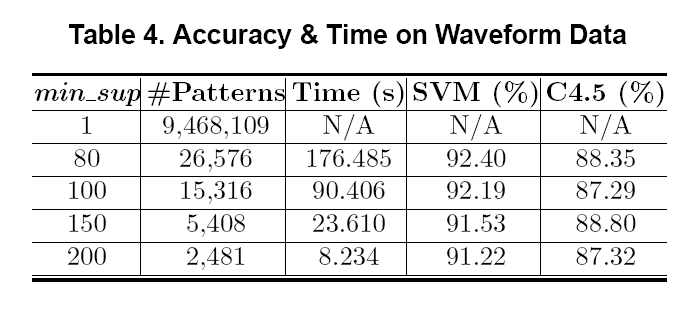 Table 4. Accuracy & Time on Waveform Data
min_sup #Patterns Time (s) SVM (%) C4.5 (%)
1 9,468,109 N/A N/A N/A
80 26,576 176.485 92.40 88.35
100 15,316 90.406 92.19 87.29
150 5,408 23.610 91.53 88.80
200 2,481 8.234 91.22 87.32